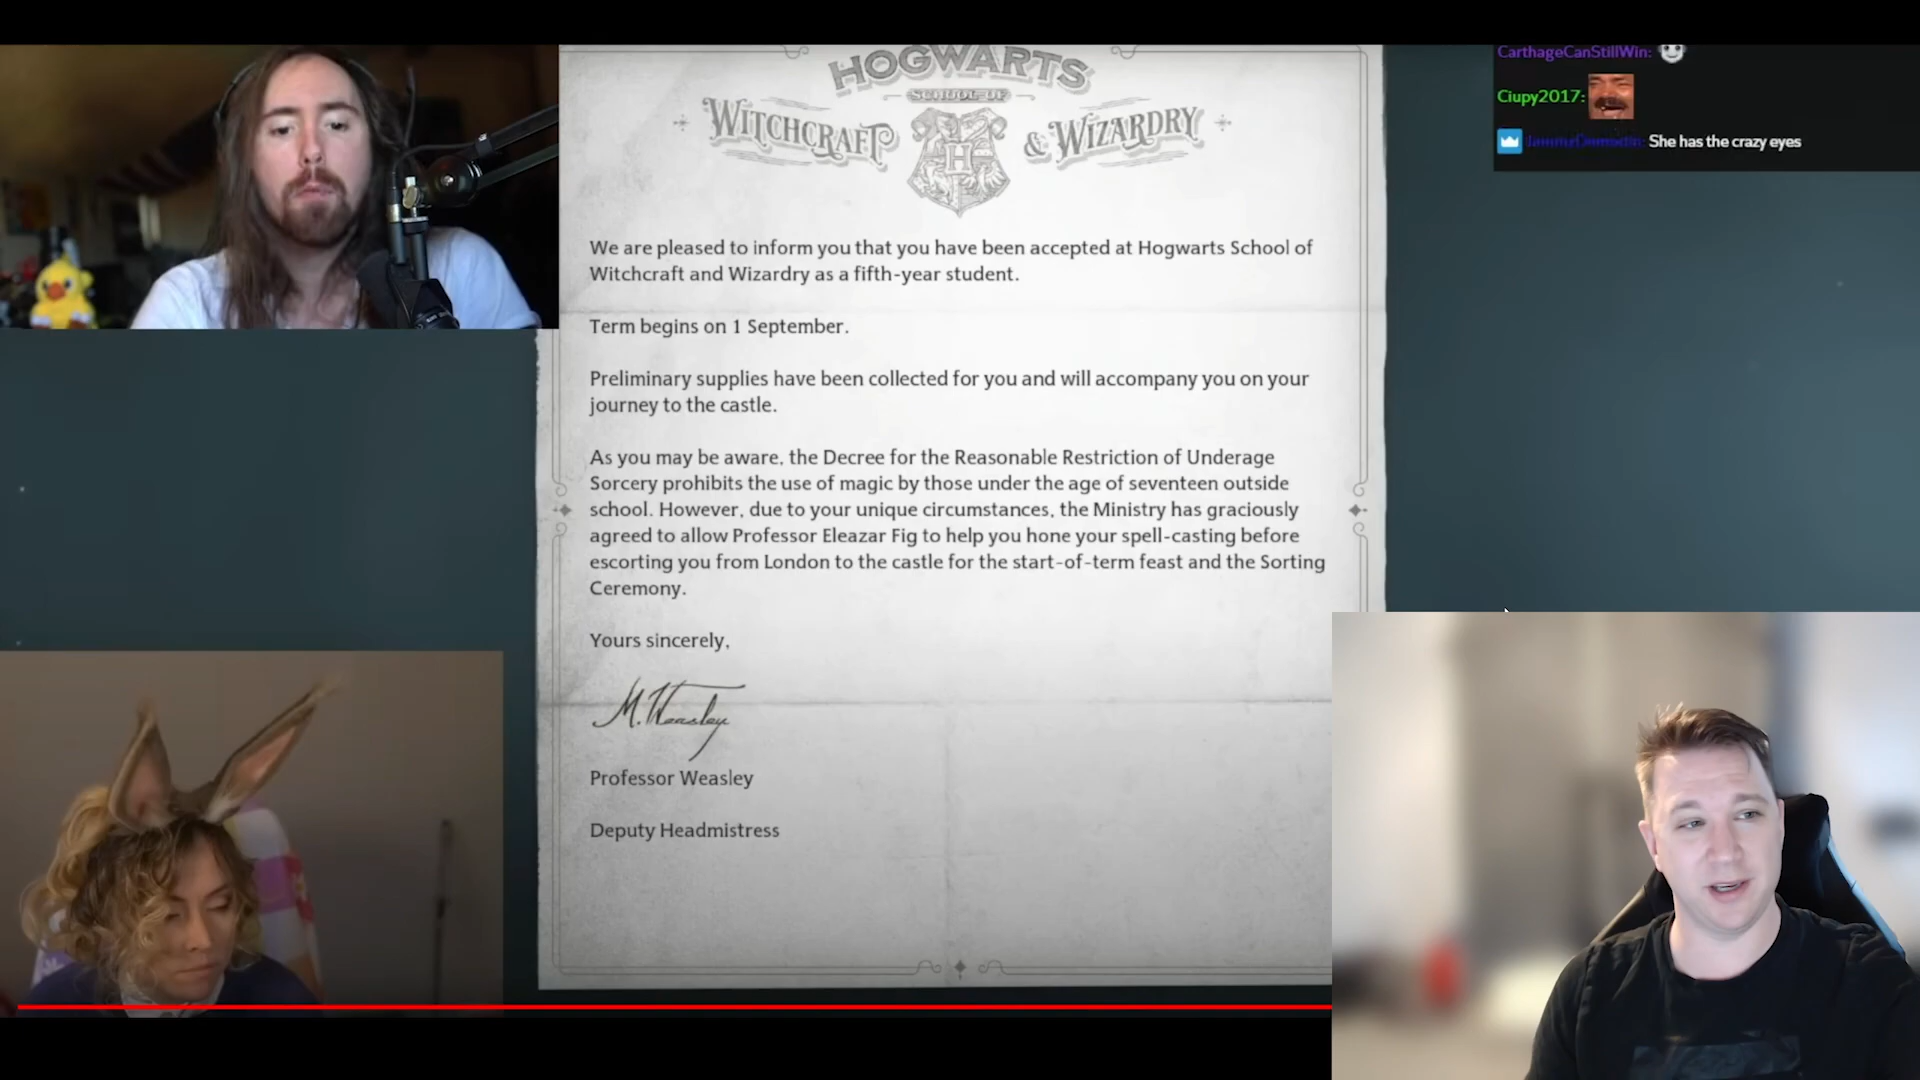 HOGWARTS
SCHOOL OF
WITCHCRAFT & WIZARDRY
H
We are pleased to inform you that you have been accepted at Hogwarts School of
Witchcraft and Wizardry as a fifth-year student.
Term begins on 1 September.
Preliminary supplies have been collected for you and will accompany you on your
journey to the castle.
As you may be aware, the Decree for the Reasonable Restriction of Underage
Sorcery prohibits the use of magic by those under the age of seventeen outside
school. However, due to your unique circumstances, the Ministry has graciously
agreed to allow Professor Eleazar Fig to help you hone your spell-casting before
escorting you from London to the castle for the start-of-term feast and the Sorting
Ceremony.
Yours sincerely,
M. Weasley
Professor Weasley
Deputy Headmistress
CarthageCanStillWin:
Ciupy2017:
She has the crazy eyes